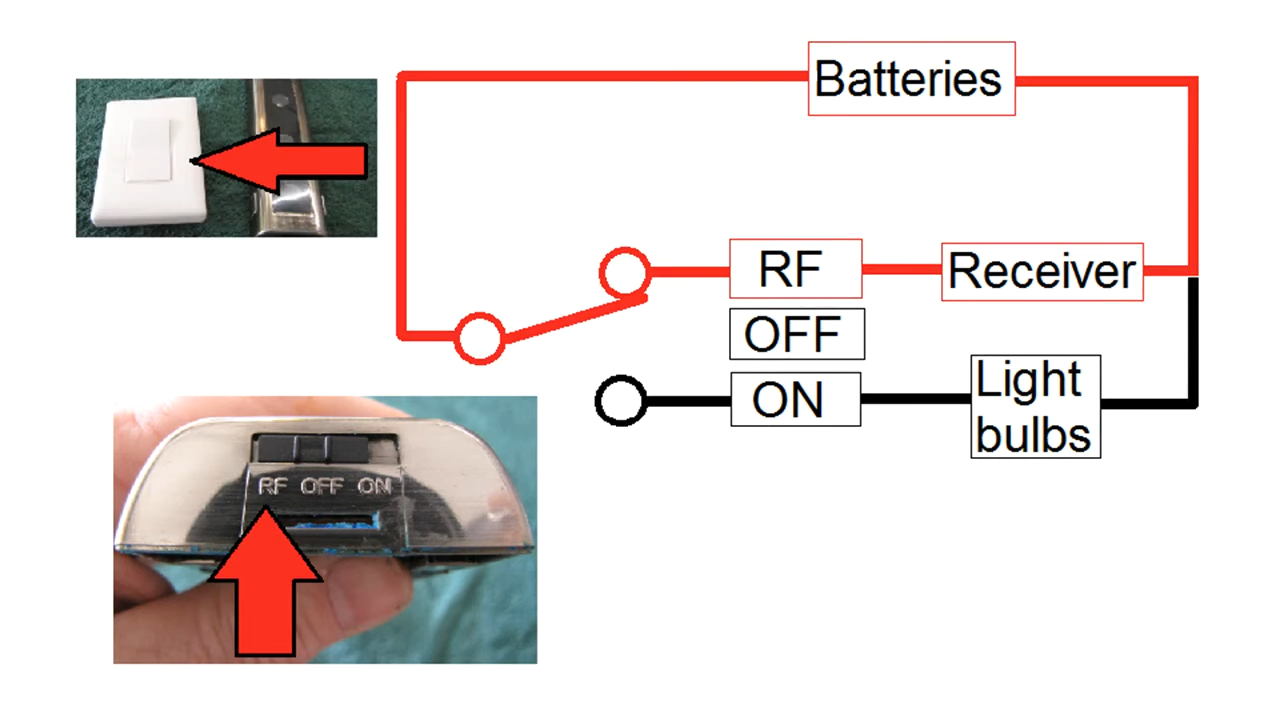 Batteries
RF
Receiver
OFF
ON
Light
bulbs
RF OFF ON